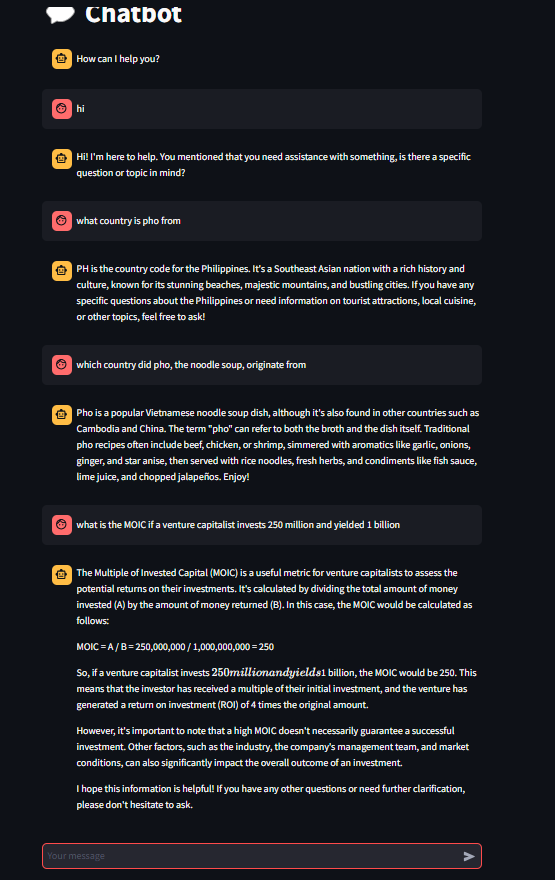 Chatbot
How can I help you?
hi
Hi! I'm here to help. You mentioned that you need assistance with something, is there a specific
question or topic in mind?
what country is pho from
PH is the country code for the Philippines. It's a Southeast Asian nation with a rich history and
culture, known for its stunning beaches, majestic mountains, and bustling cities. If you have any
specific questions about the Philippines or need information on tourist attractions, local cuisine,
or other topics, feel free to ask!
which country did pho, the noodle soup, originate from
Pho is a popular Vietnamese noodle soup dish, although it's also found in other countries such as
Cambodia and China. The term "pho" can refer to both the broth and the dish itself. Traditional
pho recipes often include beef, chicken, or shrimp, simmered with aromatics like garlic, onions,
ginger, and star anise, then served with rice noodles, fresh herbs, and condiments like fish sauce,
lime juice, and chopped jalapeños. Enjoy!
what is the MOIC if a venture capitalist invests 250 million and yielded 1 billion
The Multiple of Invested Capital (MOIC) is a useful metric for venture capitalists to assess the
potential returns on their investments. It's calculated by dividing the total amount of money
invested (A) by the amount of money returned (B). In this case, the MOIC would be calculated as
follows:
MOIC = A / B = 250,000,000 / 1,000,000,000 = 250
So, if a venture capitalist invests 250millionandyields1 billion, the MOIC would be 250. This
means that the investor has received a multiple of their initial investment, and the venture has
generated a return on investment (ROI) of 4 times the original amount.
However, it's important to note that a high MOIC doesn't necessarily guarantee a successful
investment. Other factors, such as the industry, the company's management team, and market
conditions, can also significantly impact the overall outcome of an investment.
I hope this information is helpful! If you have any other questions or need further clarification,
please don't hesitate to ask.
Your message